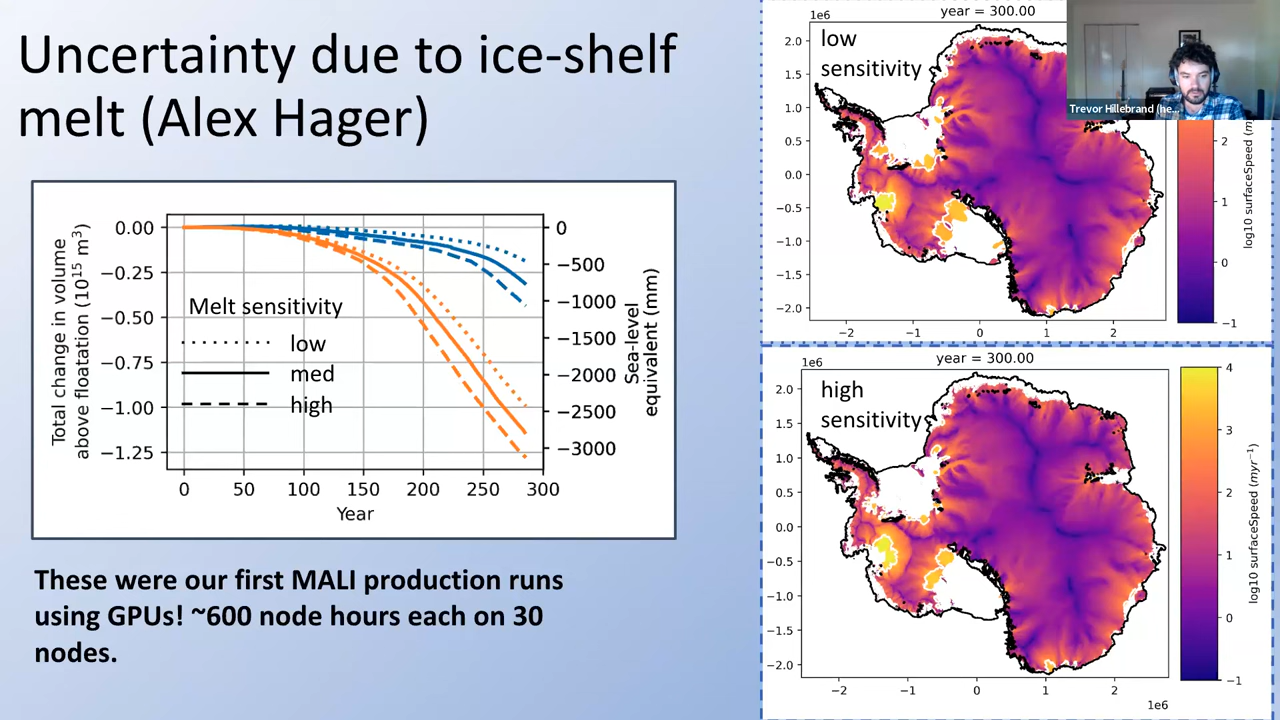 Uncertainty due to ice-shelf
melt (Alex Hager)
0.00
−0.25
−0.50
−0.75
−1.00
−1.25
Total change in volume
above floatation (10¹⁵ m³)
Melt sensitivity
low
med
high
0
−500
−1000
−1500
−2000
−2500
−3000
Sea-level
equivalent (mm)
0 50 100 150 200 250 300
Year
These were our first MALI production runs
using GPUs! ~600 node hours each on 30
nodes.
1e6
year = 300.00
low
sensitivity
2.0
1.5
1.0
0.5
0.0
−0.5
−1.0
−1.5
−2.0
−2 −1 0 1 2
Trevor Hillebrand (he...
2
1
0
−1
log10 surfaceSpeed (m
1e6
year = 300.00
high
sensitivity
2.0
1.5
1.0
0.5
0.0
−0.5
−1.0
−1.5
−2.0
−2 −1 0 1 2
1e6
4
3
2
1
0
−1
log10 surfaceSpeed (myr⁻¹)